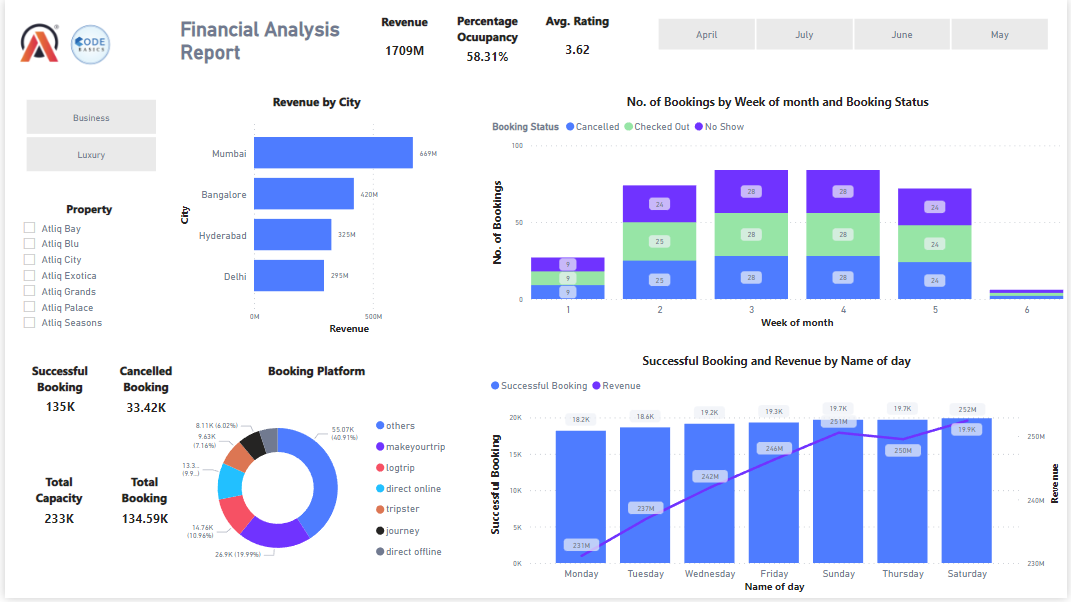 CODE
BASICS
Financial Analysis
Report
Revenue
1709M
Percentage
Ocuupancy
58.31%
Avg. Rating
3.62
April
July
June
May
Business
Luxury
Property
Atliq Bay
Atliq Blu
Atliq City
Atliq Exotica
Atliq Grands
Atliq Palace
Atliq Seasons
Revenue by City
City
Mumbai
669M
Bangalore
420M
Hyderabad
325M
Delhi
295M
0M
500M
Revenue
No. of Bookings by Week of month and Booking Status
Booking Status
Cancelled
Checked Out
No Show
No. of Bookings
100
50
0
9
9
9
24
25
25
28
28
28
28
28
28
24
24
24
1
2
3
4
5
6
Week of month
Successful
Booking
135K
Cancelled
Booking
33.42K
Total
Capacity
233K
Total
Booking
134.59K
Booking Platform
8.11K (6.02%)
9.63K
(7.16%)
13.3...
(9.9...)
14.76K
(10.96%)
26.9K (19.99%)
55.07K
(40.91%)
others
makeyourtrip
logtrip
direct online
tripster
journey
direct offline
Successful Booking and Revenue by Name of day
Successful Booking
Revenue
Successful Booking
20K
15K
10K
5K
0K
18.2K
18.6K
19.2K
19.3K
19.7K
19.7K
19.9K
231M
237M
242M
246M
251M
250M
252M
250M
240M
230M
Revenue
Monday
Tuesday
Wednesday
Friday
Sunday
Thursday
Saturday
Name of day